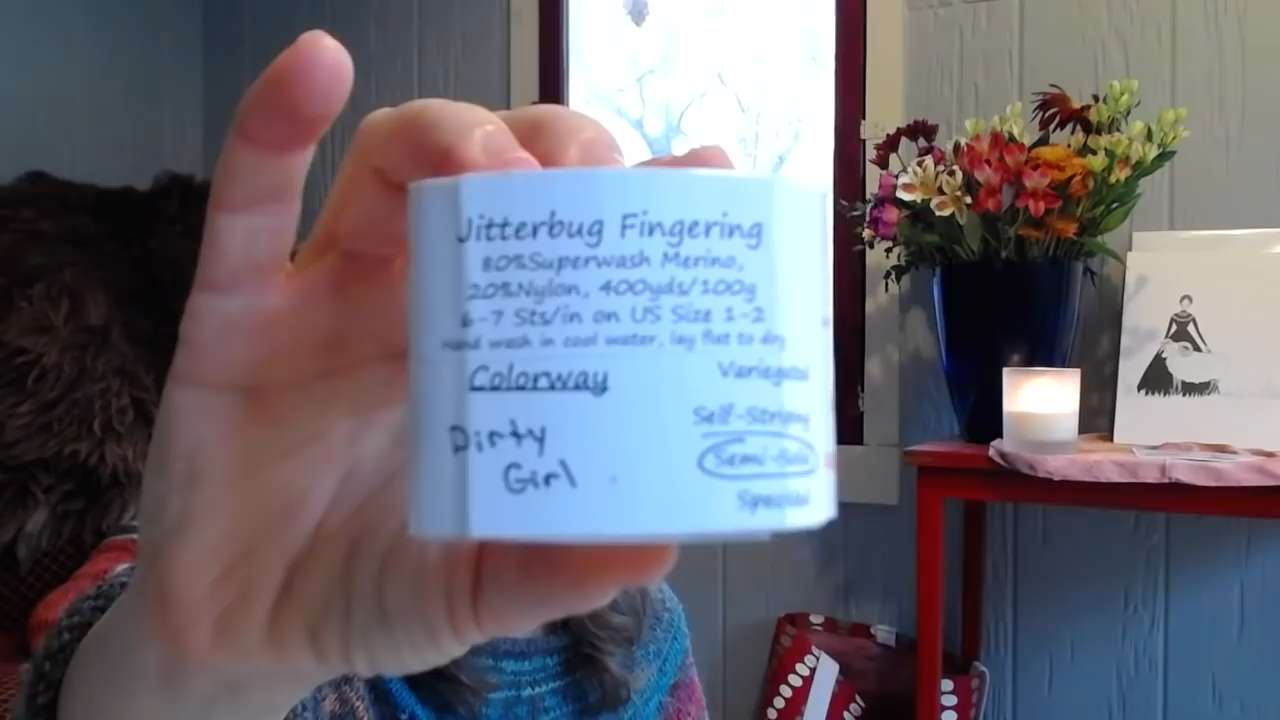 Jitterbug Fingering
80%Superwash Merino,
20%Nylon, 400yds/100g
6-7 Sts/in on US Size 1-2
Hand wash in cool water, lay flat to dry
Colorway
Variegated
Self-Striping
Dirty
Semi-Solid
Girl
Special